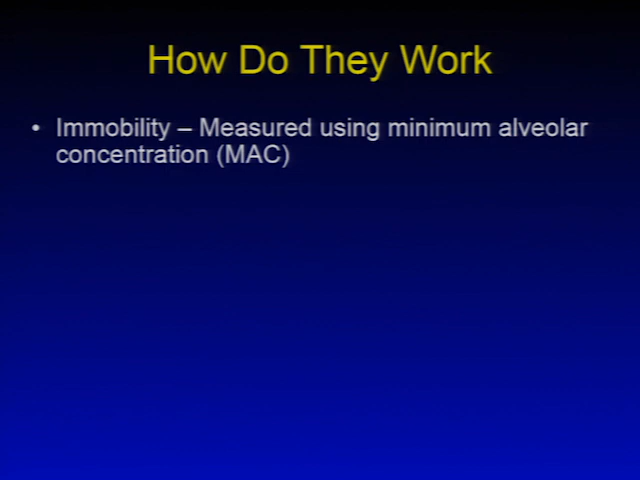 How Do They Work
• Immobility – Measured using minimum alveolar
concentration (MAC)